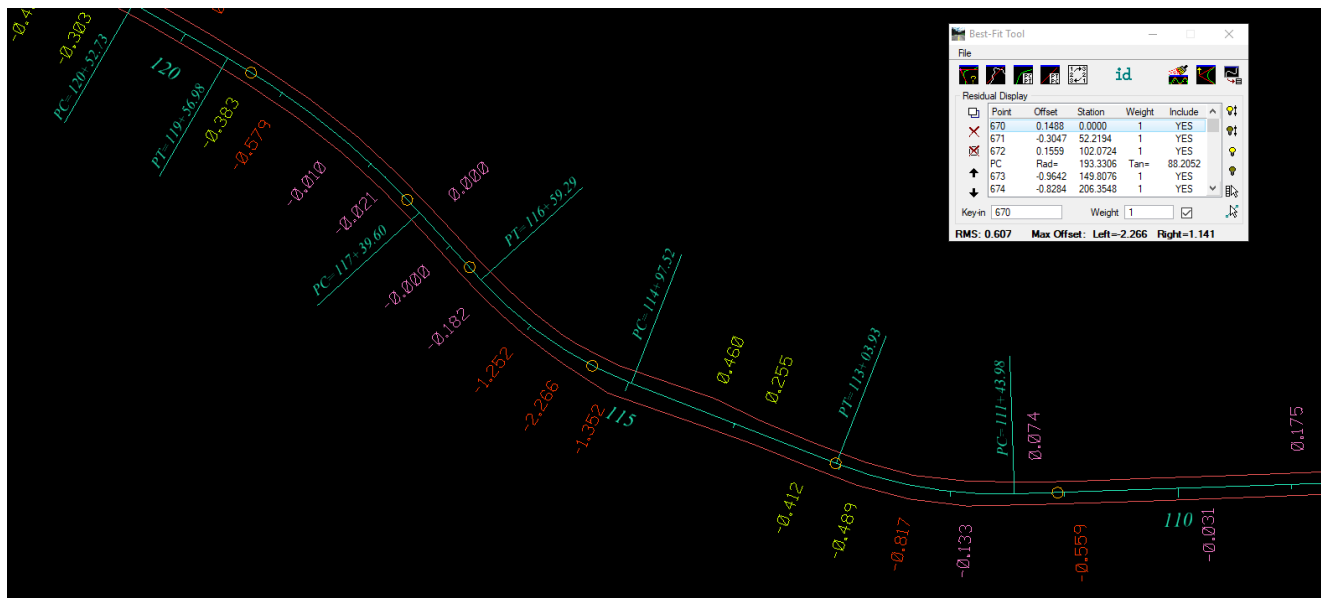 -0.303
PC=120+52.73
120
PT=119+56.98
-0.383
-0.579
-0.010
-0.021
0.000
PC=117+39.60
PT=116+59.29
-0.000
-0.182
-1.252
-2.266
-1.352
115
PC=114+97.52
0.460
0.255
PT=113+03.93
-0.412
-0.489
-0.817
-0.133
PC=111+43.98
0.074
-0.559
110
-0.031
0.175
Best-Fit Tool
File
id
Residual Display
Point Offset Station Weight Include
670 0.1488 0.0000 1 YES
671 -0.3047 52.2194 1 YES
672 0.1559 102.0724 1 YES
PC Rad= 193.3306 Tan= 88.2052
673 -0.9642 149.8076 1 YES
674 -0.8284 206.3548 1 YES
Key-in 670 Weight 1
RMS: 0.607 Max Offset: Left=-2.266 Right=1.141